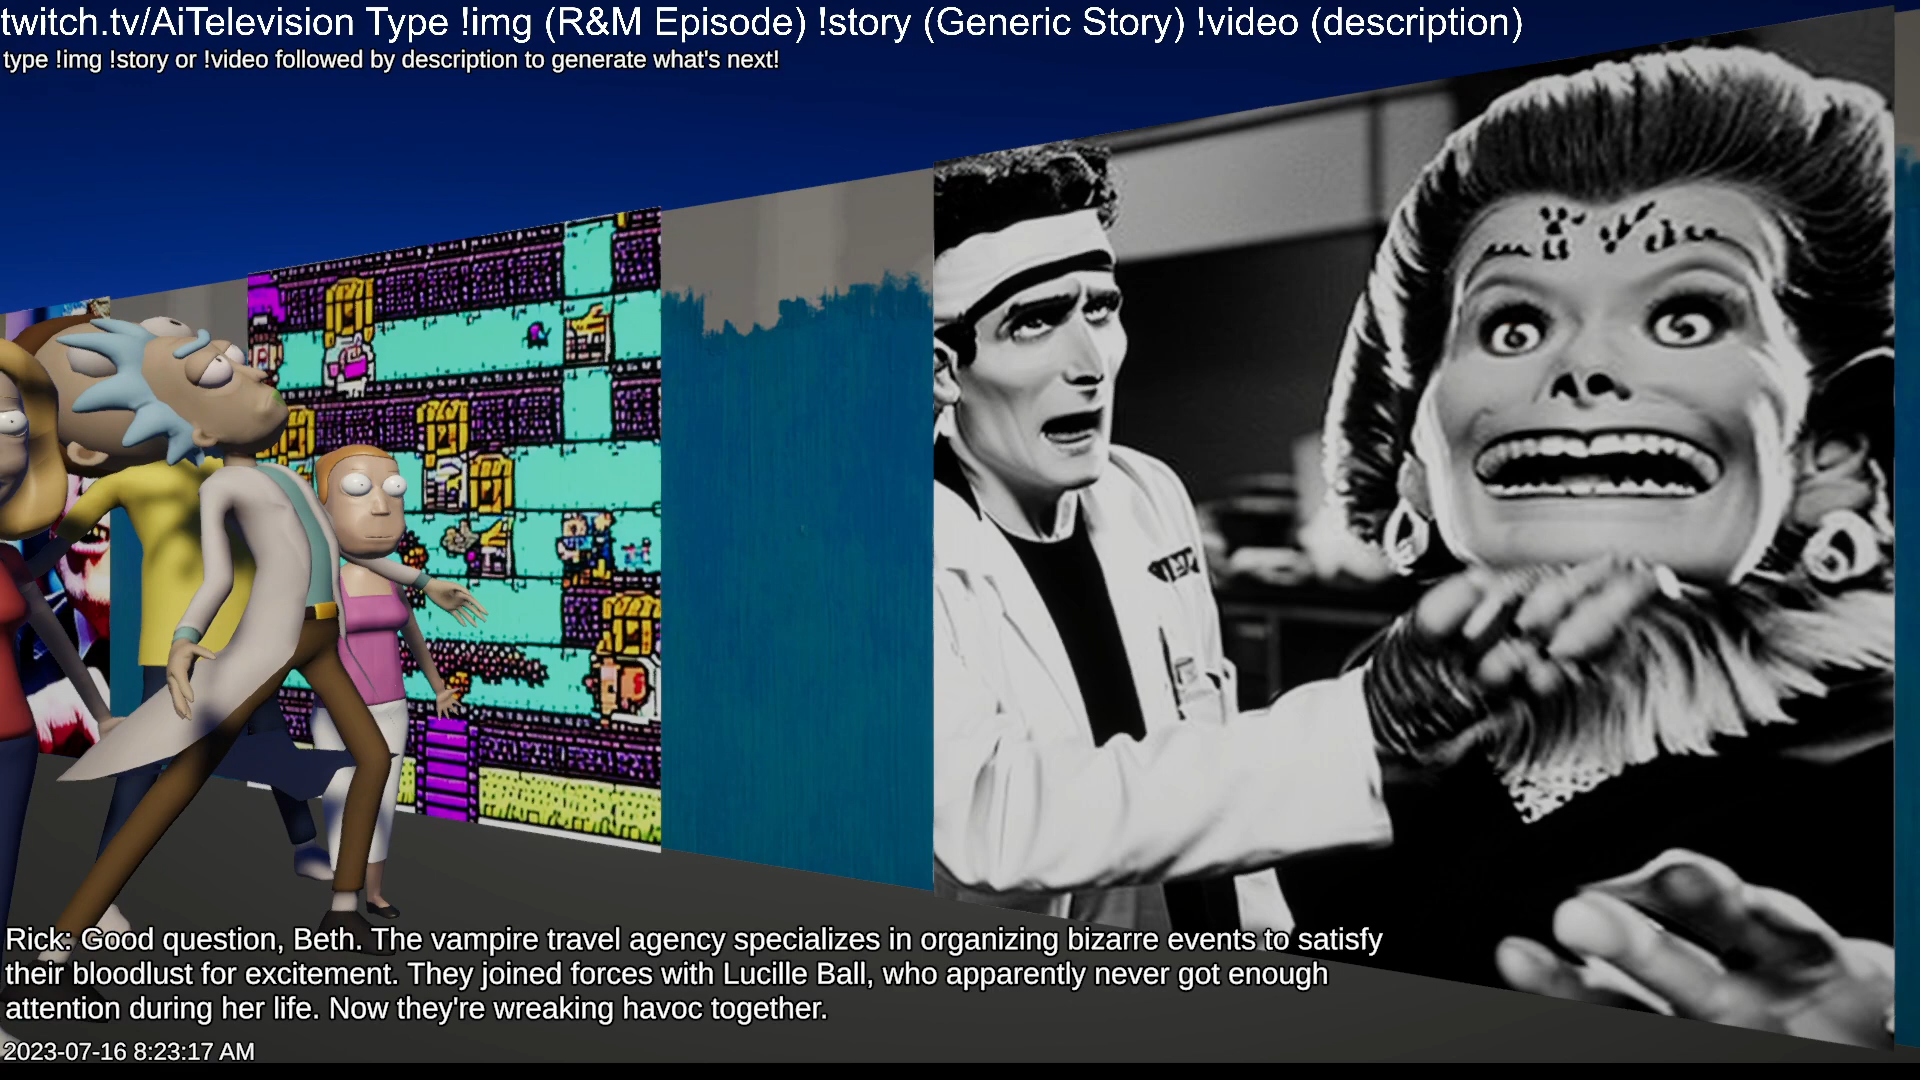 twitch.tv/AiTelevision Type !img (R&M Episode) !story (Generic Story) !video (description)
type !img !story or !video followed by description to generate what's next!
Rick: Good question, Beth. The vampire travel agency specializes in organizing bizarre events to satisfy
their bloodlust for excitement. They joined forces with Lucille Ball, who apparently never got enough
attention during her life. Now they're wreaking havoc together.
2023-07-16 8:23:17 AM